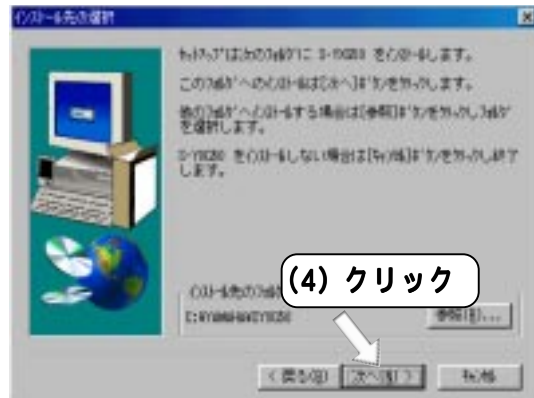 インストール先の選択
セットアップは次のフォルダに S-YXG50 をインストールします。
このフォルダへのインストールは[次へ]ボタンをクリックします。
他のフォルダへインストールする場合は[参照]ボタンをクリックしフォルダ
を選択します。
S-YXG50 をインストールしない場合は[キャンセル]ボタンをクリックし終了
します。
(4) クリック
インストール先のフォルダ
参照(R)...
< 戻る(B)
次へ(N) >
キャンセル